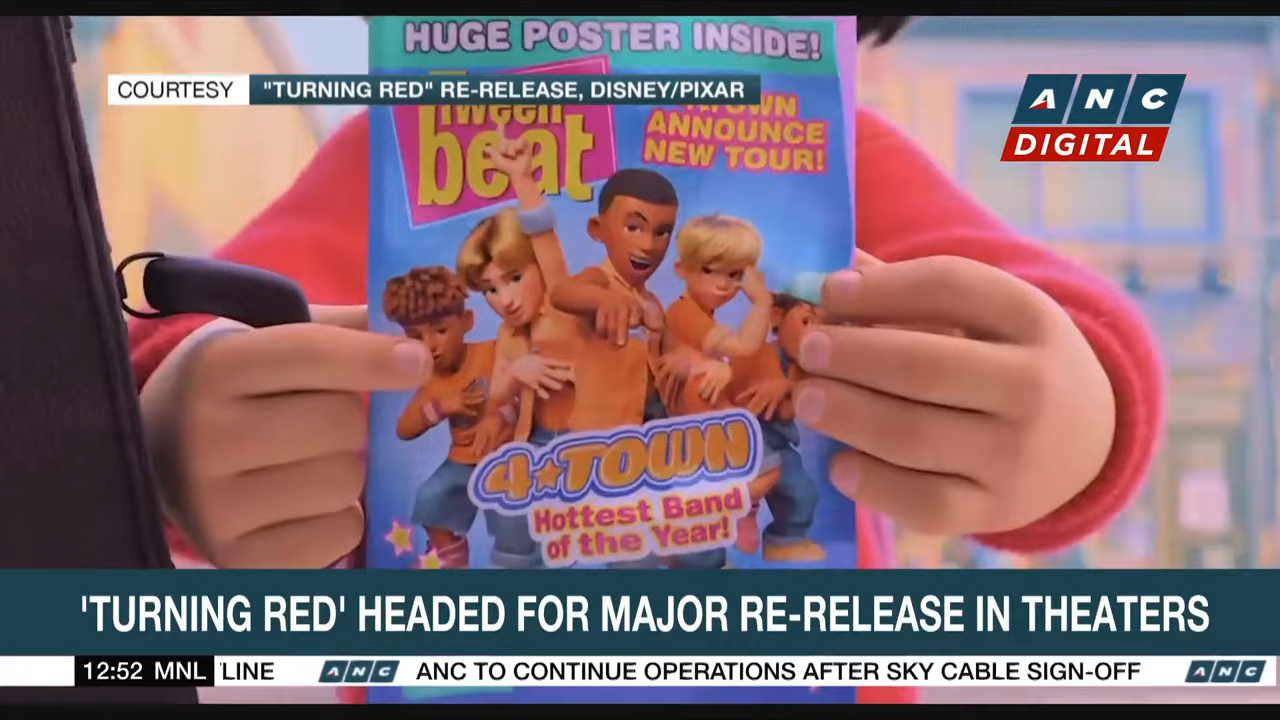 HUGE POSTER INSIDE!
COURTESY "TURNING RED" RE-RELEASE, DISNEY/PIXAR
ANC
DIGITAL
Tween
beat
ANNOUNCE
NEW TOUR!
4★TOWN
Hottest Band
of the Year!
'TURNING RED' HEADED FOR MAJOR RE-RELEASE IN THEATERS
12:52 MNL LINE ANC ANC TO CONTINUE OPERATIONS AFTER SKY CABLE SIGN-OFF ANC